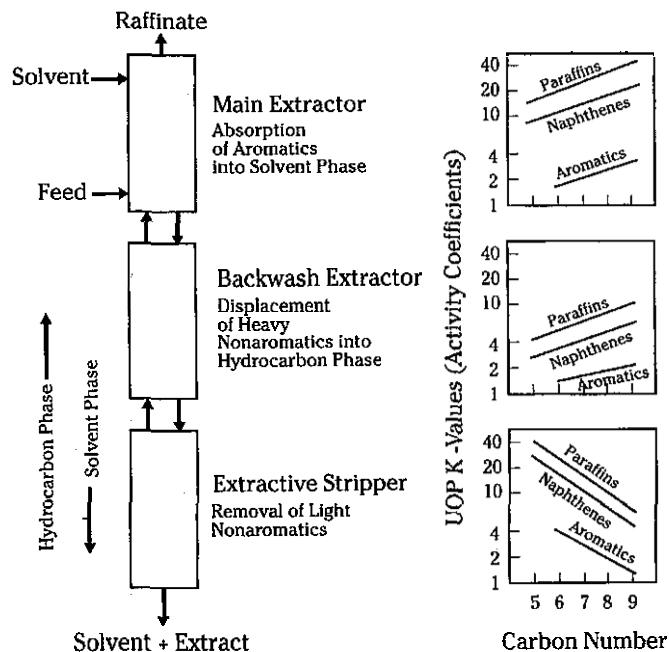 Raffinate
Solvent
Feed
Main Extractor
Absorption
of Aromatics
into Solvent Phase
Backwash Extractor
Displacement
of Heavy
Nonaromatics into
Hydrocarbon Phase
Extractive Stripper
Removal of Light
Nonaromatics
Hydrocarbon Phase
Solvent Phase
Solvent + Extract
UOP K -Values (Activity Coefficients)
40
20
10
4
2
1
Paraffins
Naphthenes
Aromatics
40
20
10
4
2
1
Paraffins
Naphthenes
Aromatics
40
20
10
4
2
1
Paraffins
Naphthenes
Aromatics
5 6 7 8 9
Carbon Number